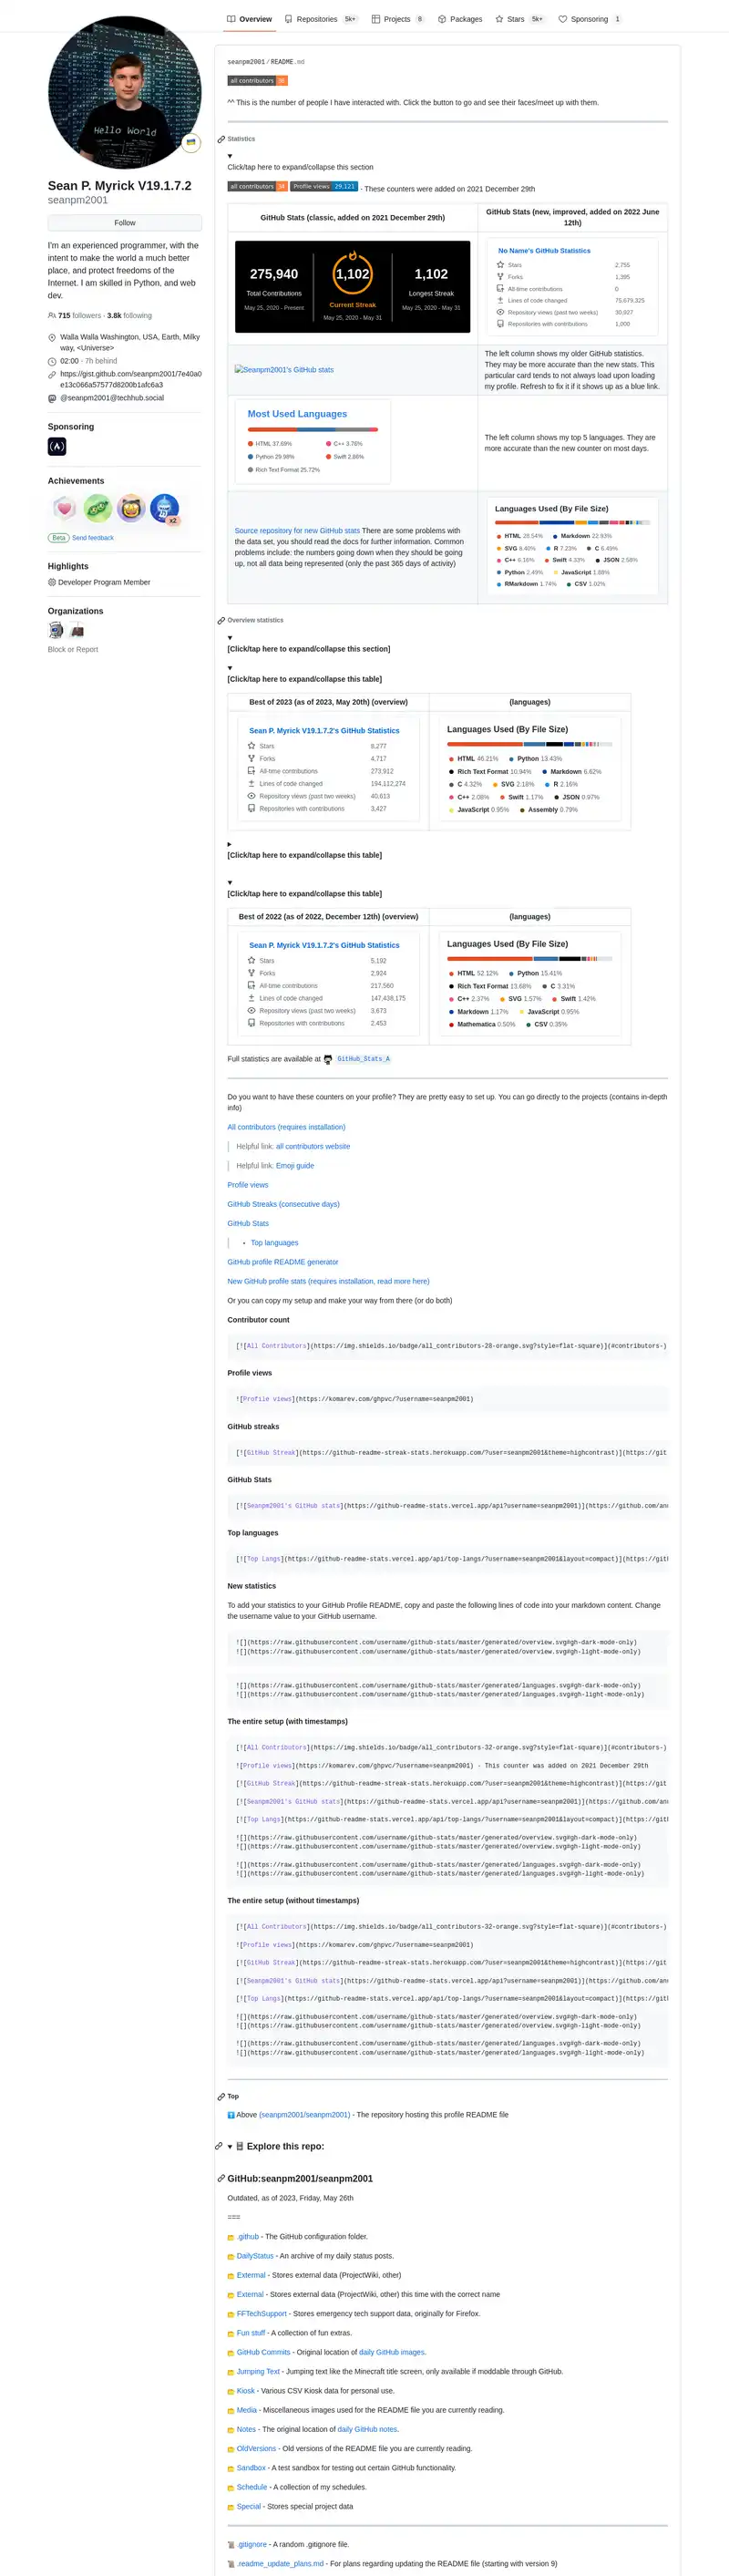 Overview
Repositories 5k+
Projects 8
Packages
Stars 5k+
Sponsoring 1
Hello World
Sean P. Myrick V19.1.7.2
seanpm2001
Follow
I'm an experienced programmer, with the
intent to make the world a much better
place, and protect freedoms of the
Internet. I am skilled in Python, and web
dev.
715 followers · 3.8k following
Walla Walla Washington, USA, Earth, Milky
way, <Universe>
02:00 - 7h behind
https://gist.github.com/seanpm2001/7e40a0
e13c066a57577d8200b1afc6a3
@seanpm2001@techhub.social
Sponsoring
Achievements
x2
Beta Send feedback
Highlights
Developer Program Member
Organizations
Block or Report
seanpm2001/README.md
all contributors
^^ This is the number of people I have interacted with. Click the button to go and see their faces/meet up with them.
Statistics
Click/tap here to expand/collapse this section
all contributors Profile views 29,121 - These counters were added on 2021 December 29th
GitHub Stats (classic, added on 2021 December 29th)
GitHub Stats (new, improved, added on 2022 June
12th)
275,940
Total Contributions
May 25, 2020 - Present
1,102
Current Streak
May 25, 2020 - May 31
1,102
Longest Streak
May 25, 2020 - May 31
No Name's GitHub Statistics
Stars 2,755
Forks 1,395
All-time contributions 0
Lines of code changed 75,679,325
Repository views (past two weeks) 30,927
Repositories with contributions 1,000
Seanpm2001's GitHub stats
The left column shows my older GitHub statistics.
They may be more accurate than the new stats. This
particular card tends to not always load upon loading
my profile. Refresh to fix it if it shows up as a blue link.
Most Used Languages
HTML 37.69% C++ 3.76%
Python 29.98% Swift 2.86%
Rich Text Format 25.72%
The left column shows my top 5 languages. They are
more accurate than the new counter on most days.
Source repository for new GitHub stats There are some problems with
the data set, you should read the docs for further information. Common
problems include: the numbers going down when they should be going
up, not all data being represented (only the past 365 days of activity)
Languages Used (By File Size)
HTML 28.54% Markdown 22.93%
SVG 8.40% R 7.23% C 6.49%
C++ 6.16% Swift 4.33% JSON 2.58%
Python 2.49% JavaScript 1.88%
RMarkdown 1.74% CSV 1.02%
Overview statistics
[Click/tap here to expand/collapse this section]
[Click/tap here to expand/collapse this table]
Best of 2023 (as of 2023, May 20th) (overview) (languages)
Sean P. Myrick V19.1.7.2's GitHub Statistics
Stars 8,277
Forks 4,717
All-time contributions 273,912
Lines of code changed 194,112,274
Repository views (past two weeks) 40,613
Repositories with contributions 3,427
Languages Used (By File Size)
HTML 46.21% Python 13.43%
Rich Text Format 10.94% Markdown 6.62%
C 4.32% SVG 2.18% R 2.16%
C++ 2.08% Swift 1.17% JSON 0.97%
JavaScript 0.95% Assembly 0.79%
[Click/tap here to expand/collapse this table]
[Click/tap here to expand/collapse this table]
Best of 2022 (as of 2022, December 12th) (overview) (languages)
Sean P. Myrick V19.1.7.2's GitHub Statistics
Stars 5,192
Forks 2,924
All-time contributions 217,560
Lines of code changed 147,438,175
Repository views (past two weeks) 3,673
Repositories with contributions 2,453
Languages Used (By File Size)
HTML 52.12% Python 15.41%
Rich Text Format 13.68% C 3.31%
C++ 2.37% SVG 1.57% Swift 1.42%
Markdown 1.17% JavaScript 0.95%
Mathematica 0.50% CSV 0.35%
Full statistics are available at GitHub_Stats_A
Do you want to have these counters on your profile? They are pretty easy to set up. You can go directly to the projects (contains in-depth
info)
All contributors (requires installation)
Helpful link: all contributors website
Helpful link: Emoji guide
Profile views
GitHub Streaks (consecutive days)
GitHub Stats
• Top languages
GitHub profile README generator
New GitHub profile stats (requires installation, read more here)
Or you can copy my setup and make your way from there (or do both)
Contributor count
[![All Contributors](https://img.shields.io/badge/all_contributors-28-orange.svg?style=flat-square)](#contributors-)
Profile views
![Profile views](https://komarev.com/ghpvc/?username=seanpm2001)
GitHub streaks
[![GitHub Streak](https://github-readme-streak-stats.herokuapp.com/?user=seanpm2001&theme=highcontrast)](https://git
GitHub Stats
[![Seanpm2001's GitHub stats](https://github-readme-stats.vercel.app/api?username=seanpm2001)](https://github.com/anu
Top languages
[![Top Langs](https://github-readme-stats.vercel.app/api/top-langs/?username=seanpm2001&layout=compact)](https://gith
New statistics
To add your statistics to your GitHub Profile README, copy and paste the following lines of code into your markdown content. Change
the username value to your GitHub username.
![](https://raw.githubusercontent.com/username/github-stats/master/generated/overview.svg#gh-dark-mode-only)
![](https://raw.githubusercontent.com/username/github-stats/master/generated/overview.svg#gh-light-mode-only)
![](https://raw.githubusercontent.com/username/github-stats/master/generated/languages.svg#gh-dark-mode-only)
![](https://raw.githubusercontent.com/username/github-stats/master/generated/languages.svg#gh-light-mode-only)
The entire setup (with timestamps)
[![All Contributors](https://img.shields.io/badge/all_contributors-32-orange.svg?style=flat-square)](#contributors-)
![Profile views](https://komarev.com/ghpvc/?username=seanpm2001) - This counter was added on 2021 December 29th
[![GitHub Streak](https://github-readme-streak-stats.herokuapp.com/?user=seanpm2001&theme=highcontrast)](https://git
[![Seanpm2001's GitHub stats](https://github-readme-stats.vercel.app/api?username=seanpm2001)](https://github.com/anu
[![Top Langs](https://github-readme-stats.vercel.app/api/top-langs/?username=seanpm2001&layout=compact)](https://gith
![](https://raw.githubusercontent.com/username/github-stats/master/generated/overview.svg#gh-dark-mode-only)
![](https://raw.githubusercontent.com/username/github-stats/master/generated/overview.svg#gh-light-mode-only)
![](https://raw.githubusercontent.com/username/github-stats/master/generated/languages.svg#gh-dark-mode-only)
![](https://raw.githubusercontent.com/username/github-stats/master/generated/languages.svg#gh-light-mode-only)
The entire setup (without timestamps)
[![All Contributors](https://img.shields.io/badge/all_contributors-32-orange.svg?style=flat-square)](#contributors-)
![Profile views](https://komarev.com/ghpvc/?username=seanpm2001)
[![GitHub Streak](https://github-readme-streak-stats.herokuapp.com/?user=seanpm2001&theme=highcontrast)](https://git
[![Seanpm2001's GitHub stats](https://github-readme-stats.vercel.app/api?username=seanpm2001)](https://github.com/anu
[![Top Langs](https://github-readme-stats.vercel.app/api/top-langs/?username=seanpm2001&layout=compact)](https://gith
![](https://raw.githubusercontent.com/username/github-stats/master/generated/overview.svg#gh-dark-mode-only)
![](https://raw.githubusercontent.com/username/github-stats/master/generated/overview.svg#gh-light-mode-only)
![](https://raw.githubusercontent.com/username/github-stats/master/generated/languages.svg#gh-dark-mode-only)
![](https://raw.githubusercontent.com/username/github-stats/master/generated/languages.svg#gh-light-mode-only)
Top
Above (seanpm2001/seanpm2001) - The repository hosting this profile README file
Explore this repo:
GitHub:seanpm2001/seanpm2001
Outdated, as of 2023, Friday, May 26th
===
.github - The GitHub configuration folder.
DailyStatus - An archive of my daily status posts.
Extermal - Stores external data (ProjectWiki, other)
External - Stores external data (ProjectWiki, other) this time with the correct name
FFTechSupport - Stores emergency tech support data, originally for Firefox.
Fun stuff - A collection of fun extras.
GitHub Commits - Original location of daily GitHub images.
Jumping Text - Jumping text like the Minecraft title screen, only available if moddable through GitHub.
Kiosk - Various CSV Kiosk data for personal use.
Media - Miscellaneous images used for the README file you are currently reading.
Notes - The original location of daily GitHub notes.
OldVersions - Old versions of the README file you are currently reading.
Sandbox - A test sandbox for testing out certain GitHub functionality.
Schedule - A collection of my schedules.
Special - Stores special project data
.gitignore - A random .gitignore file.
.readme_update_plans.md - For plans regarding updating the README file (starting with version 9)